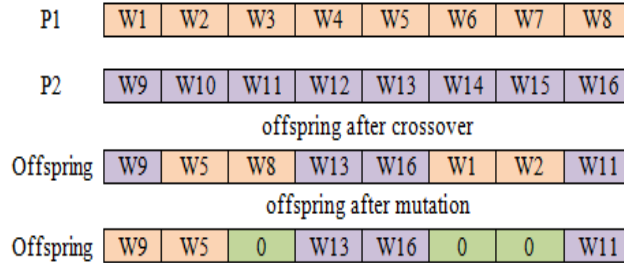 P1 W1 W2 W3 W4 W5 W6 W7 W8
P2 W9 W10 W11 W12 W13 W14 W15 W16
offspring after crossover
Offspring W9 W5 W8 W13 W16 W1 W2 W11
offspring after mutation
Offspring W9 W5 0 W13 W16 0 0 W11